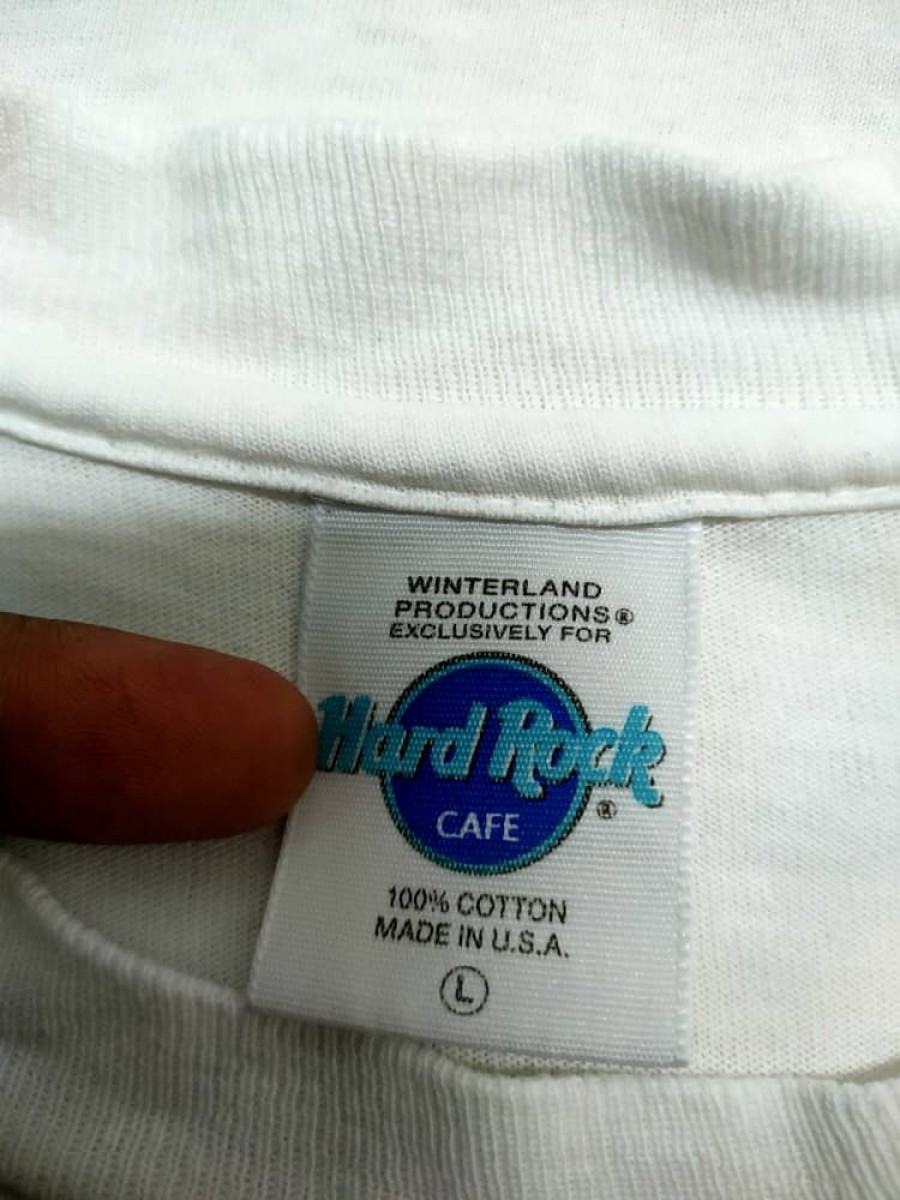 WINTERLAND
PRODUCTIONS®
EXCLUSIVELY FOR
Hard Rock
®
CAFE
100% COTTON
MADE IN U.S.A.
L